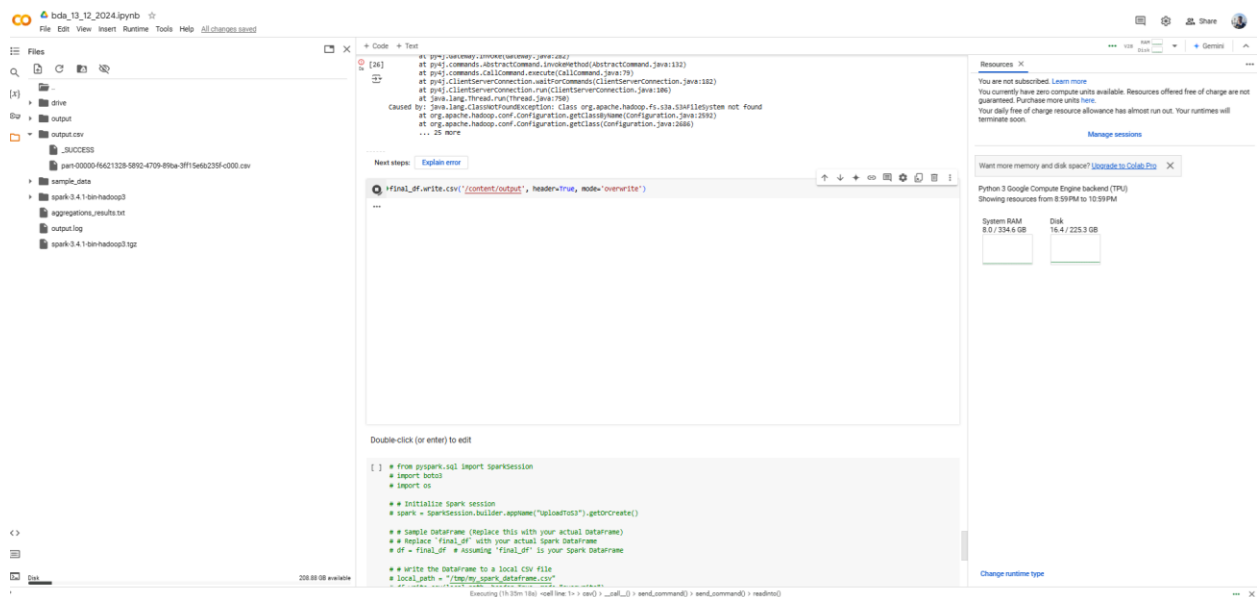 bda_13_12_2024.ipynb
File Edit View Insert Runtime Tools Help All changes saved
Share
Files
..
drive
output
output.csv
_SUCCESS
part-00000-f6621328-5892-4709-89ba-3ff15e6b235f-c000.csv
sample_data
spark-3.4.1-bin-hadoop3
aggregations_results.txt
output.log
spark-3.4.1-bin-hadoop3.tgz
Disk
208.88 GB available
+ Code + Text
at py4j.Gateway.invoke(Gateway.java:282)
[26] at py4j.commands.AbstractCommand.invokeMethod(AbstractCommand.java:132)
at py4j.commands.CallCommand.execute(CallCommand.java:79)
at py4j.ClientServerConnection.waitForCommands(ClientServerConnection.java:182)
at py4j.ClientServerConnection.run(ClientServerConnection.java:106)
at java.lang.Thread.run(Thread.java:750)
Caused by: java.lang.ClassNotFoundException: Class org.apache.hadoop.fs.s3a.S3AFileSystem not found
at org.apache.hadoop.conf.Configuration.getClassByName(Configuration.java:2592)
at org.apache.hadoop.conf.Configuration.getClass(Configuration.java:2686)
... 25 more
Next steps: Explain error
final_df.write.csv('/content/output', header=True, mode='overwrite')
...
Double-click (or enter) to edit
[ ] # from pyspark.sql import SparkSession
# import boto3
# import os
# # Initialize Spark session
# spark = SparkSession.builder.appName("UploadToS3").getOrCreate()
# # Sample DataFrame (Replace this with your actual DataFrame)
# # Replace `final_df` with your actual Spark DataFrame
# df = final_df # Assuming 'final_df' is your Spark DataFrame
# # Write the DataFrame to a local CSV file
# local_path = "/tmp/my_spark_dataframe.csv"
RAM
Disk
+ Gemini
Resources X
You are not subscribed. Learn more
You currently have zero compute units available. Resources offered free of charge are not
guaranteed. Purchase more units here.
Your daily free of charge resource allowance has almost run out. Your runtimes will
terminate soon.
Manage sessions
Want more memory and disk space? Upgrade to Colab Pro X
Python 3 Google Compute Engine backend (TPU)
Showing resources from 8:59 PM to 10:59 PM
System RAM Disk
8.0 / 334.6 GB 16.4 / 225.3 GB
Change runtime type
Executing (1h 35m 18s) <cell line: 1> > csv() > __call__() > send_command() > send_command() > readinto()